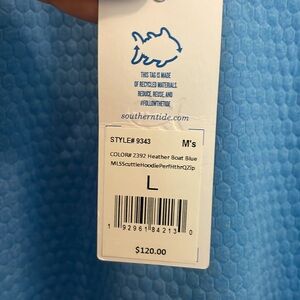 THIS TAG IS MADE
OF RECYCLED MATERIALS.
REDUCE, REUSE, AND
#FOLLOWTHETIDE
southerntide.com
STYLE# 9343 M's
COLOR# 2392 Heather Boat Blue
MLSScuttleHoodiePerfHthrQZip
L
1 92961 84213 0
$120.00